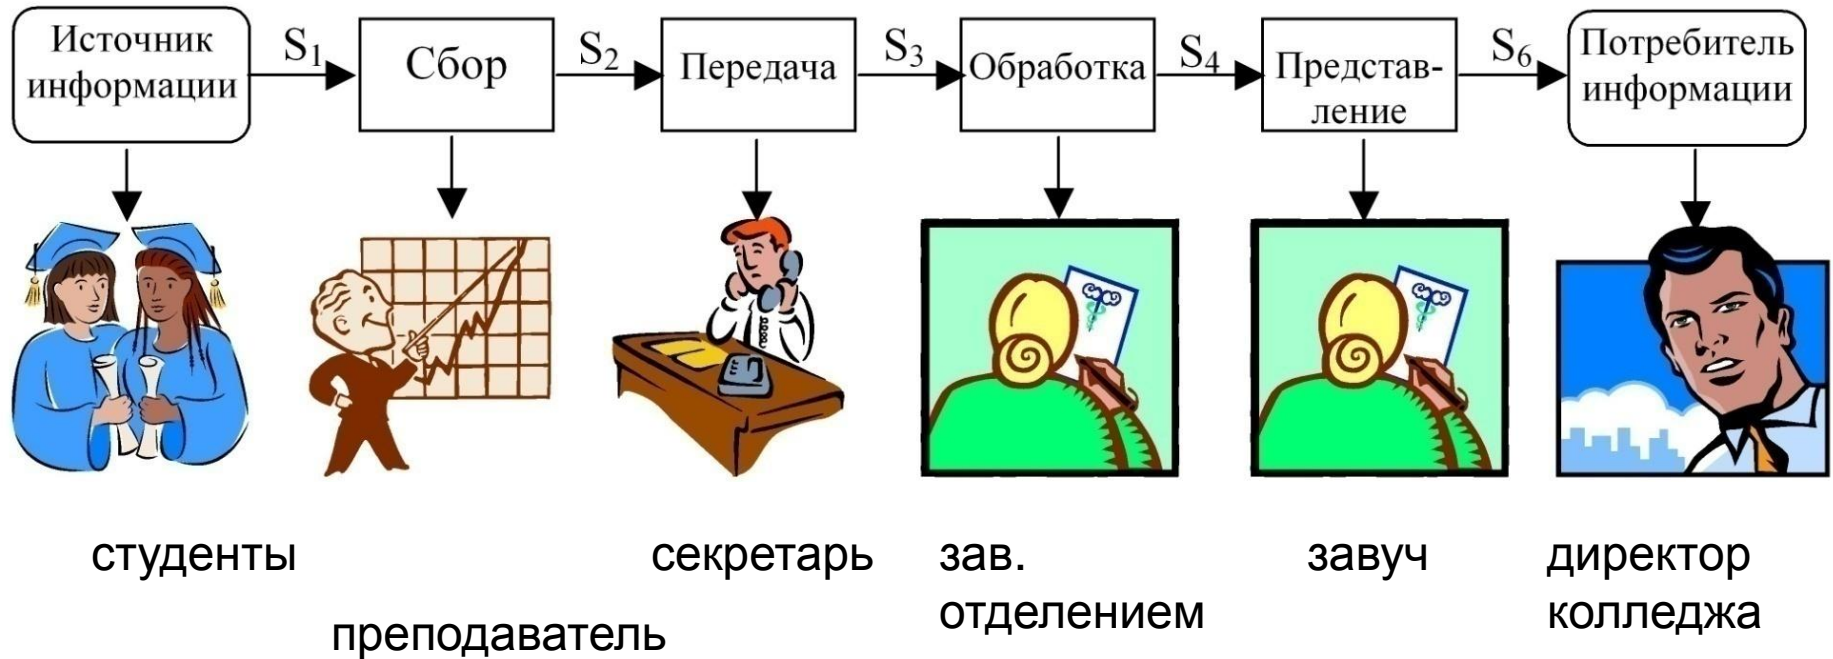 Источник
информации
S₁
Сбор
S₂
Передача
S₃
Обработка
S₄
Представ-
ление
S₆
Потребитель
информации
студенты
преподаватель
секретарь
зав.
отделением
завуч
директор
колледжа